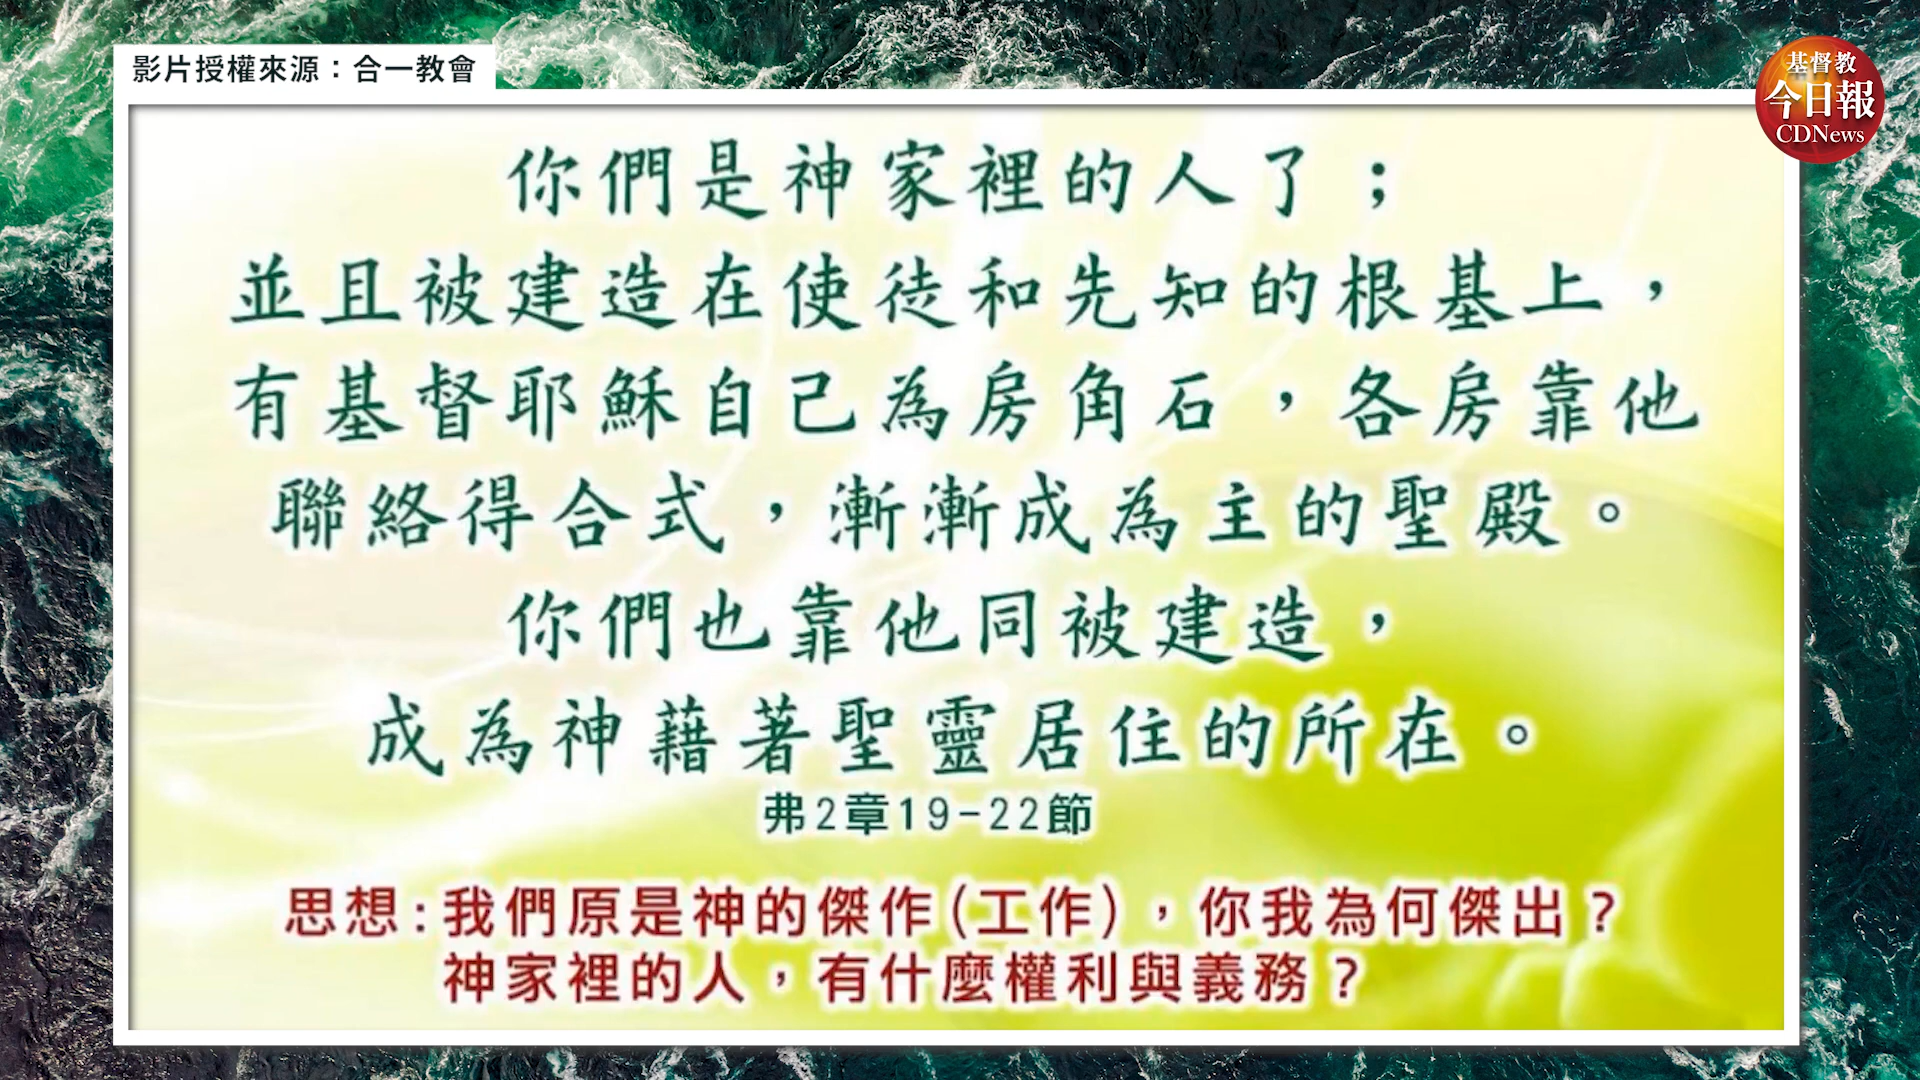 影片授權來源：合一教會
基督教
今日報
CDNews
你們是神家裡的人了；
並且被建造在使徒和先知的根基上，
有基督耶穌自己為房角石，各房靠他
聯絡得合式，漸漸成為主的聖殿。
你們也靠他同被建造，
成為神藉著聖靈居住的所在。
弗2章19-22節
思想:我們原是神的傑作(工作)，你我為何傑出？
神家裡的人，有什麼權利與義務？